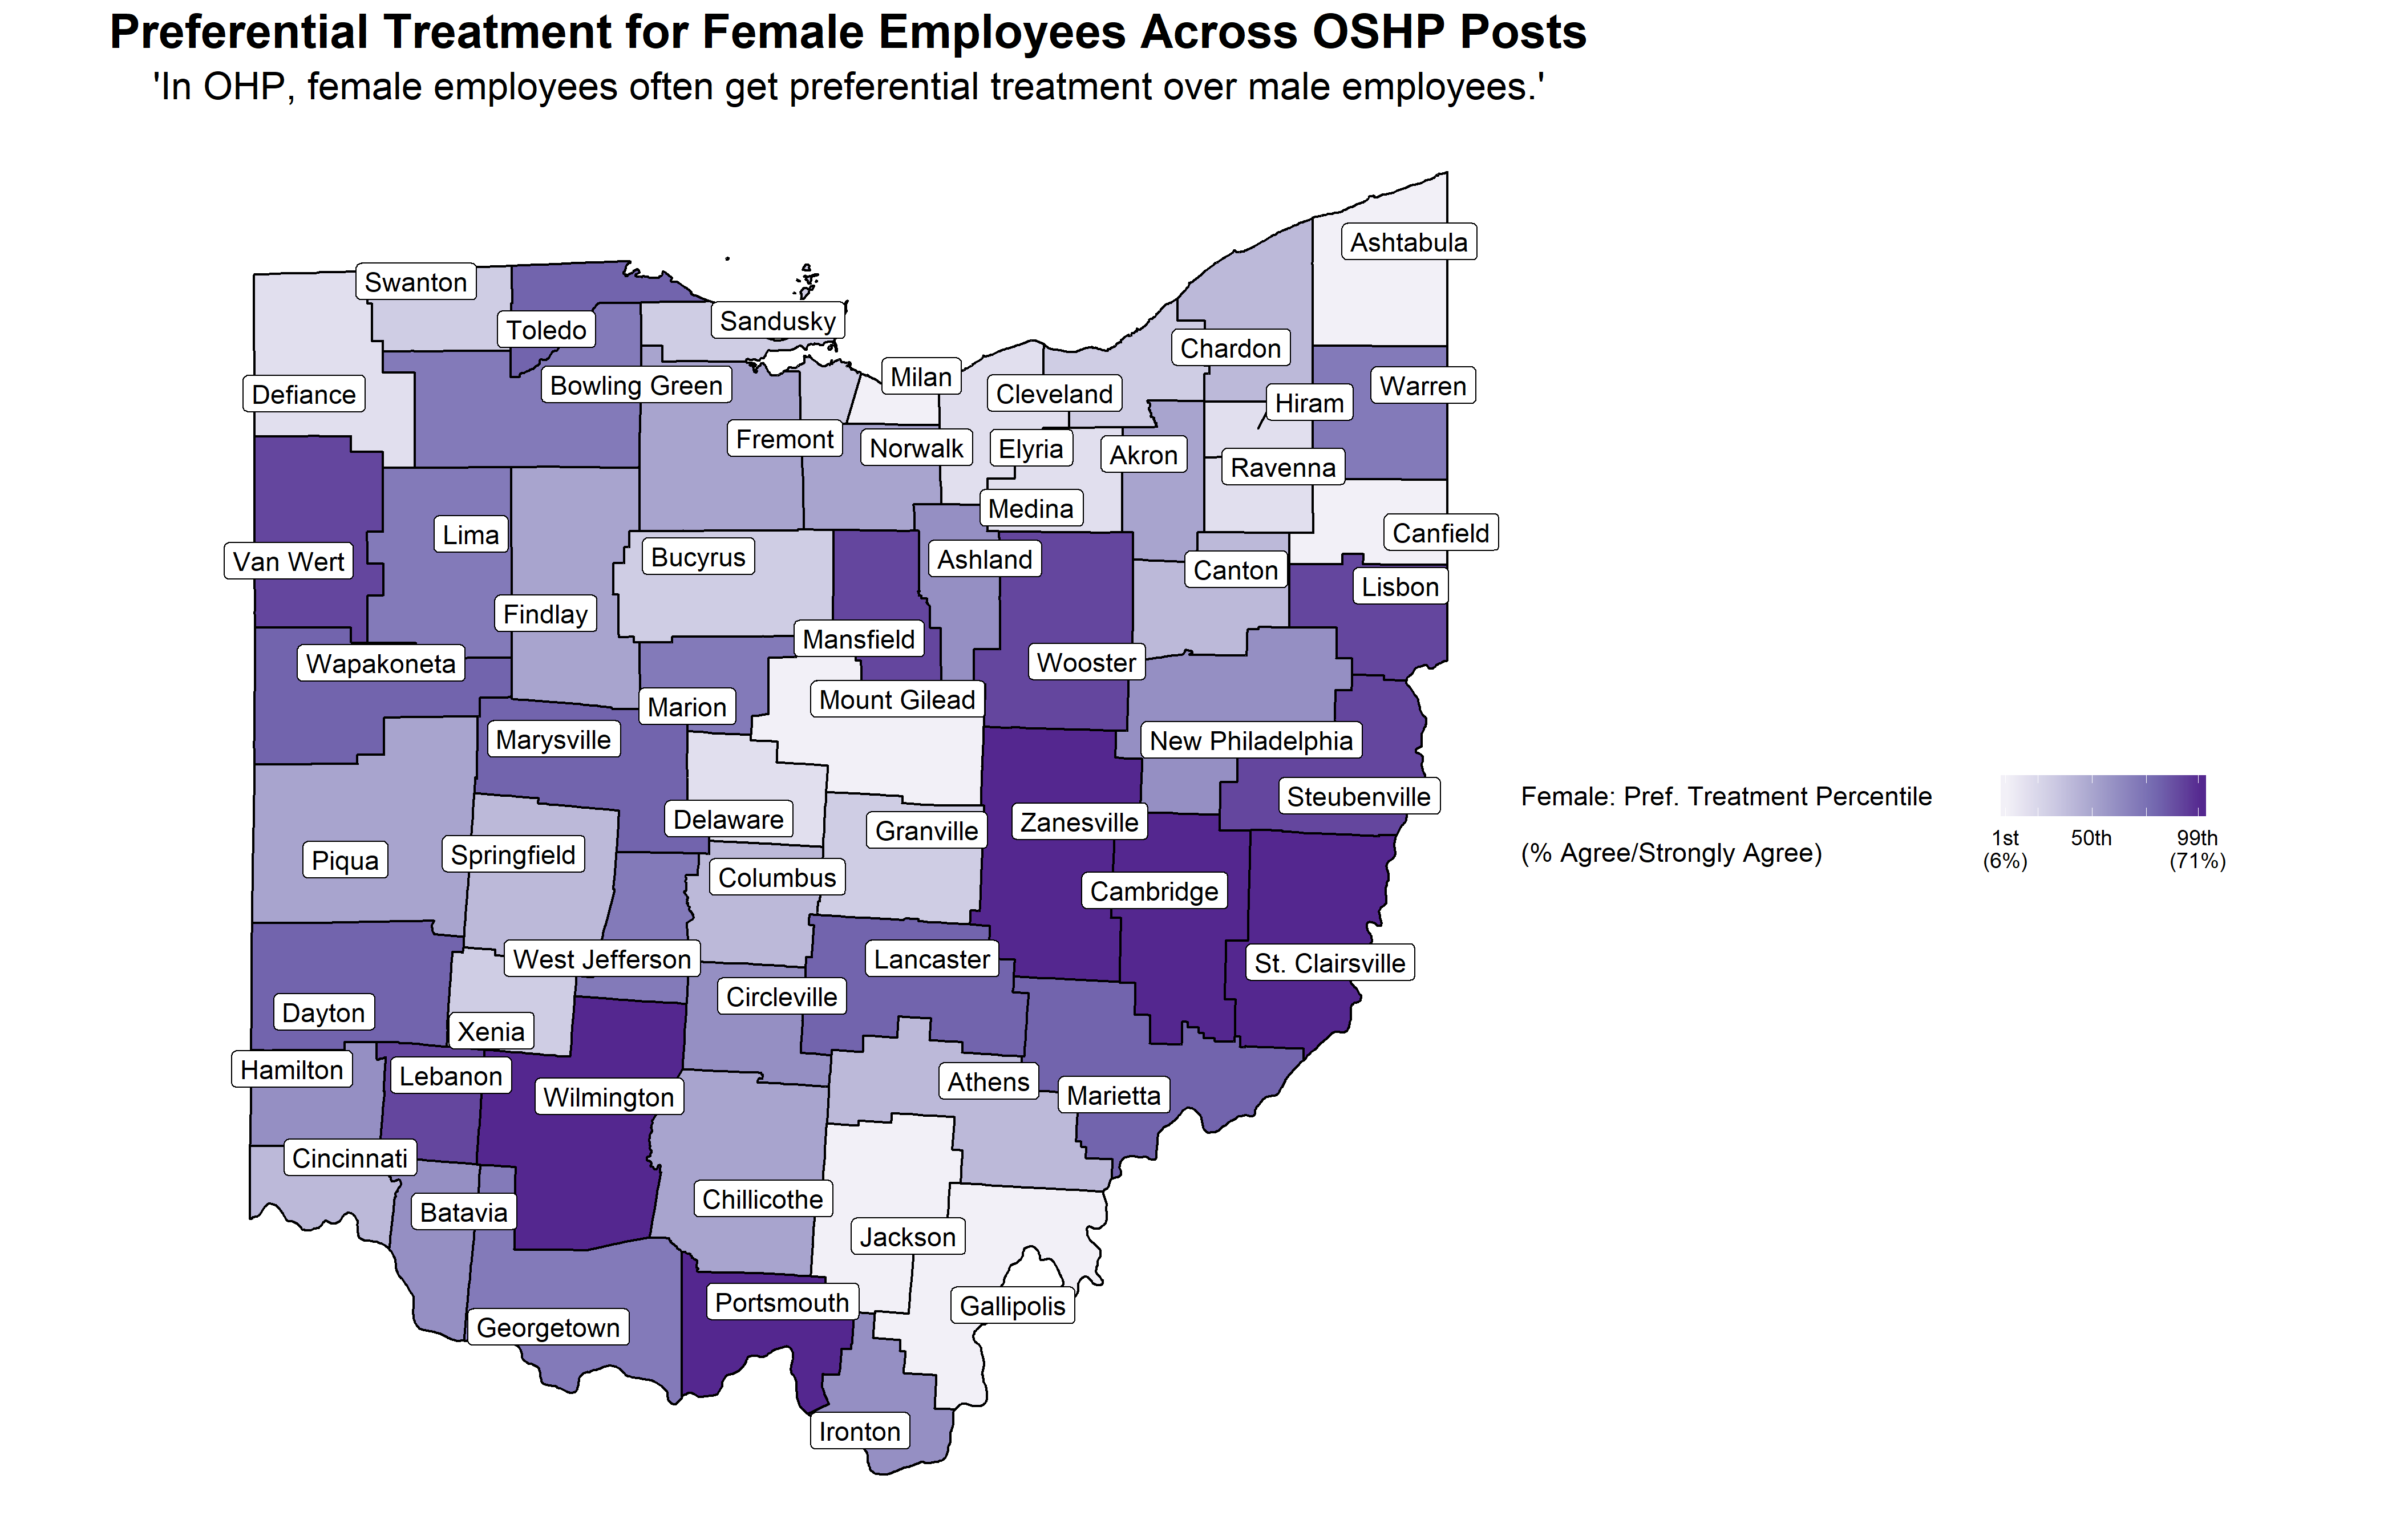 Preferential Treatment for Female Employees Across OSHP Posts
'In OHP, female employees often get preferential treatment over male employees.'
Ashtabula
Swanton
Sandusky
Toledo
Chardon
Milan
Bowling Green
Warren
Defiance
Cleveland
Hiram
Fremont
Norwalk
Elyria
Akron
Ravenna
Medina
Lima
Canfield
Van Wert
Bucyrus
Ashland
Canton
Lisbon
Findlay
Mansfield
Wapakoneta
Wooster
Mount Gilead
Marion
Marysville
New Philadelphia
Steubenville
Delaware
Granville
Zanesville
Piqua
Springfield
Columbus
Cambridge
West Jefferson
Lancaster
St. Clairsville
Circleville
Dayton
Xenia
Hamilton
Lebanon
Athens
Wilmington
Marietta
Cincinnati
Chillicothe
Batavia
Jackson
Portsmouth
Gallipolis
Georgetown
Ironton
Female: Pref. Treatment Percentile
(% Agree/Strongly Agree)
1st 50th 99th
(6%) (71%)